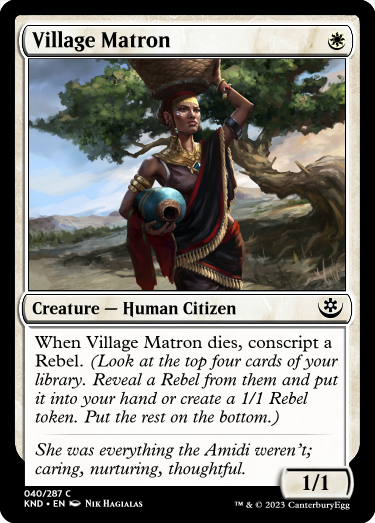 Village Matron
Creature — Human Citizen
When Village Matron dies, conscript a
Rebel. (Look at the top four cards of your
library. Reveal a Rebel from them and put
it into your hand or create a 1/1 Rebel
token. Put the rest on the bottom.)
She was everything the Amidi weren't;
caring, nurturing, thoughtful.
1/1
040/287 C
KND • EN Nik Hagialas
™ & © 2023 CanterburyEgg